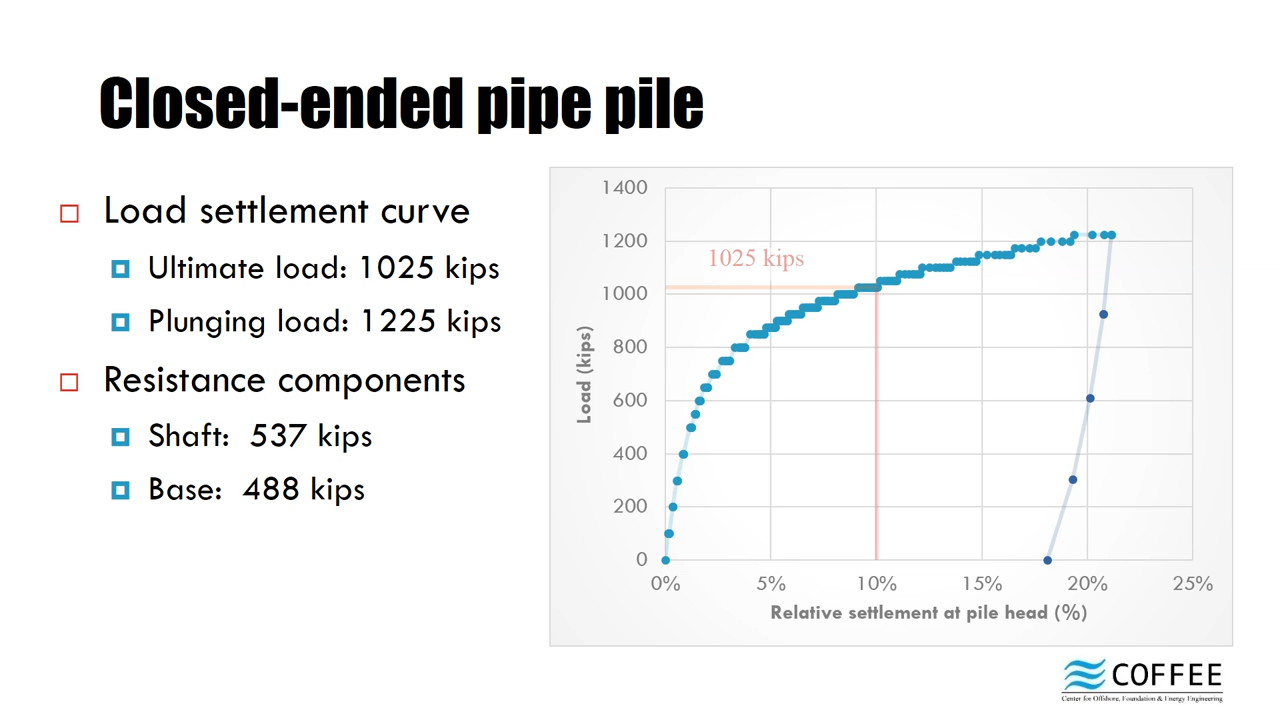 Closed-ended pipe pile
Load settlement curve
Ultimate load: 1025 kips
Plunging load: 1225 kips
Resistance components
Shaft: 537 kips
Base: 488 kips
1400
1200
1000
800
600
400
200
0
Load (kips)
1025 kips
0% 5% 10% 15% 20% 25%
Relative settlement at pile head (%)
COFFEE
Center for Offshore, Foundation & Energy Engineering